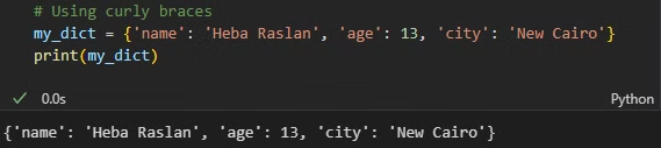 # Using curly braces
my_dict = {'name': 'Heba Raslan', 'age': 13, 'city': 'New Cairo'}
print(my_dict)
0.0s Python
{'name': 'Heba Raslan', 'age': 13, 'city': 'New Cairo'}